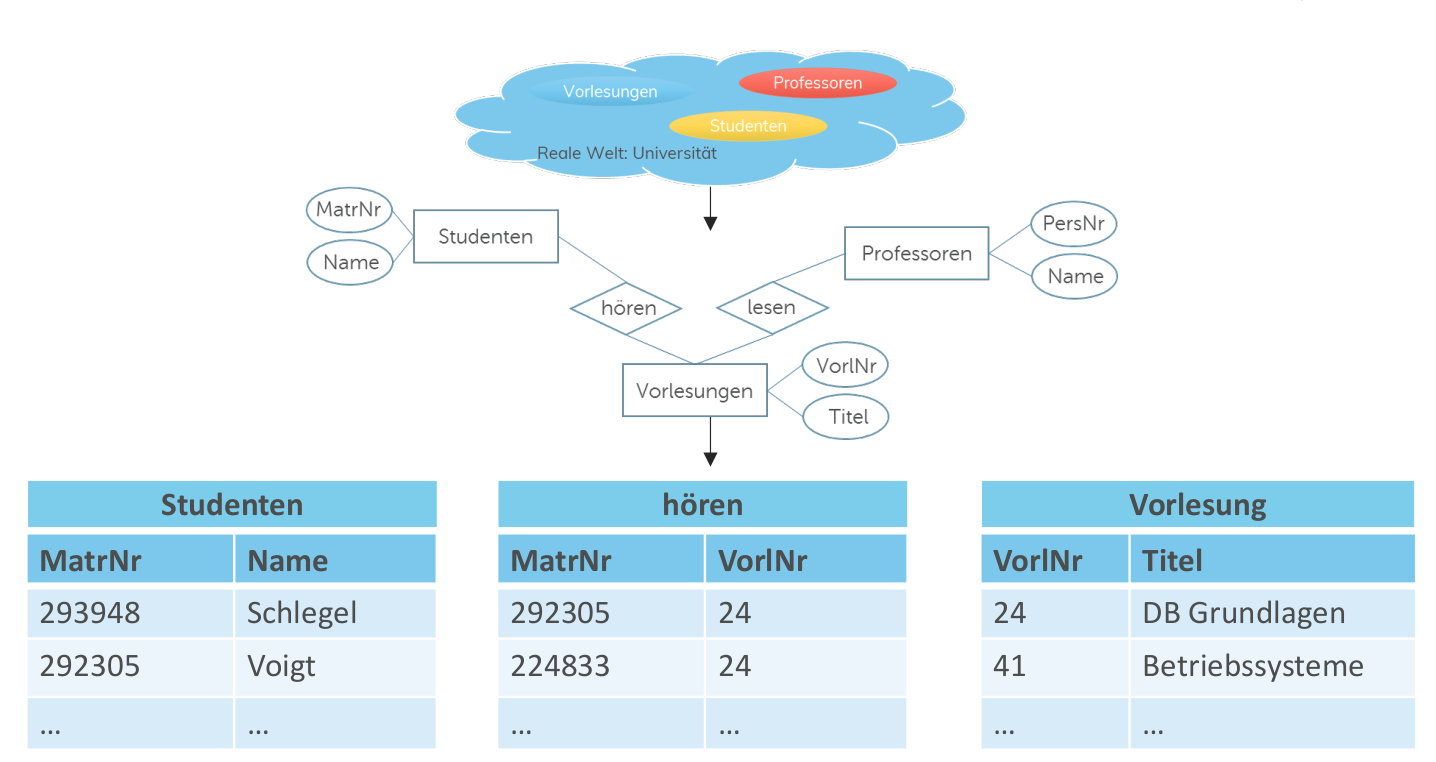 Vorlesungen
Professoren
Studenten
Reale Welt: Universität
MatrNr
Name
Studenten
Professoren
PersNr
Name
hören
lesen
Vorlesungen
VorlNr
Titel
Studenten
MatrNr Name
293948 Schlegel
292305 Voigt
... ...
hören
MatrNr VorlNr
292305 24
224833 24
... ...
Vorlesung
VorlNr Titel
24 DB Grundlagen
41 Betriebssysteme
... ...